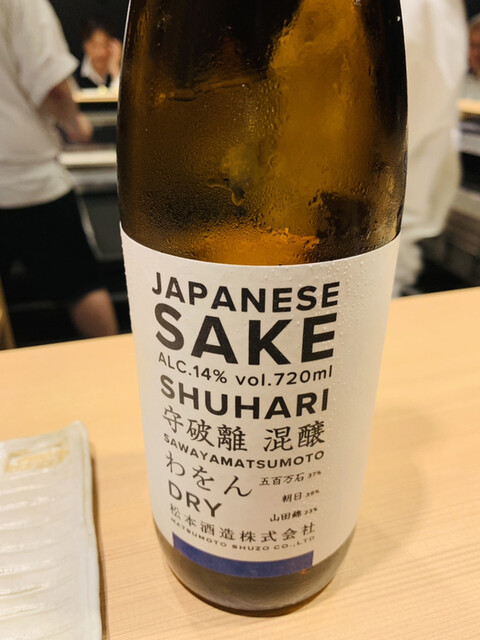 JAPANESE
SAKE
ALC.14% vol.720ml
SHUHARI
守破離 混醸
SAWAYAMATSUMOTO
わをん
五百万石 37%
DRY
朝日 39%
山田錦 23%
松本酒造株式会社
MATSUMOTO SHUZO CO.,LTD